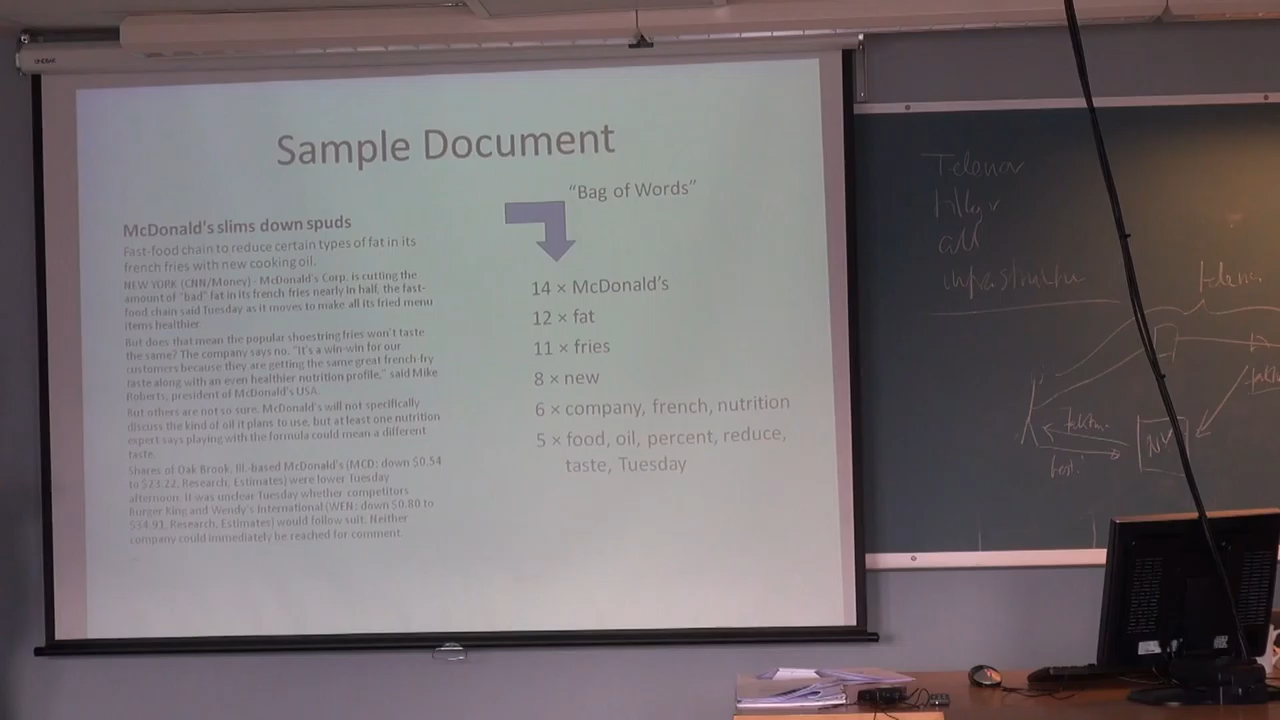 Sample Document
"Bag of Words"
McDonald's slims down spuds
Fast-food chain to reduce certain types of fat in its
french fries with new cooking oil.
NEW YORK (CNN/Money) - McDonald's Corp. is cutting the
amount of "bad" fat in its french fries nearly in half, the fast-
food chain said Tuesday as it moves to make all its fried menu
items healthier.
But does that mean the popular shoestring fries won't taste
the same? The company says no. "It's a win-win for our
customers because they are getting the same great french-fry
taste along with an even healthier nutrition profile," said Mike
Roberts, president of McDonald's USA.
But others are not so sure. McDonald's will not specifically
discuss the kind of oil it plans to use, but at least one nutrition
expert says playing with the formula could mean a different
taste.
Shares of Oak Brook, Ill.-based McDonald's (MCD: down $0.54
to $23.22, Research, Estimates) were lower Tuesday
afternoon. It was unclear Tuesday whether competitors
Burger King and Wendy's International (WEN: down $0.80 to
$34.91, Research, Estimates) would follow suit. Neither
company could immediately be reached for comment.
14 × McDonald's
12 × fat
11 × fries
8 × new
6 × company, french, nutrition
5 × food, oil, percent, reduce,
taste, Tuesday
Telenor
all